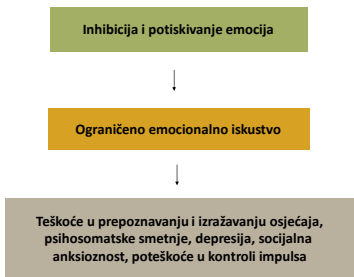 Inhibicija i potiskivanje emocija
Ograničeno emocionalno iskustvo
Teškoće u prepoznavanju i izražavanju osjećaja,
psihosomatske smetnje, depresija, socijalna
anksioznost, poteškoće u kontroli impulsa